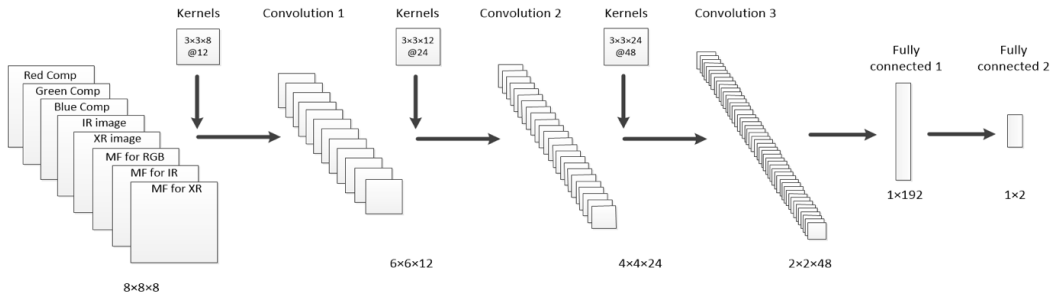 Kernels
Convolution 1
Kernels
Convolution 2
Kernels
Convolution 3
3×3×8
@12
3×3×12
@24
3×3×24
@48
Fully
connected 1
Fully
connected 2
Red Comp
Green Comp
Blue Comp
IR image
XR image
MF for RGB
MF for IR
MF for XR
1×192
1×2
6×6×12
4×4×24
2×2×48
8×8×8